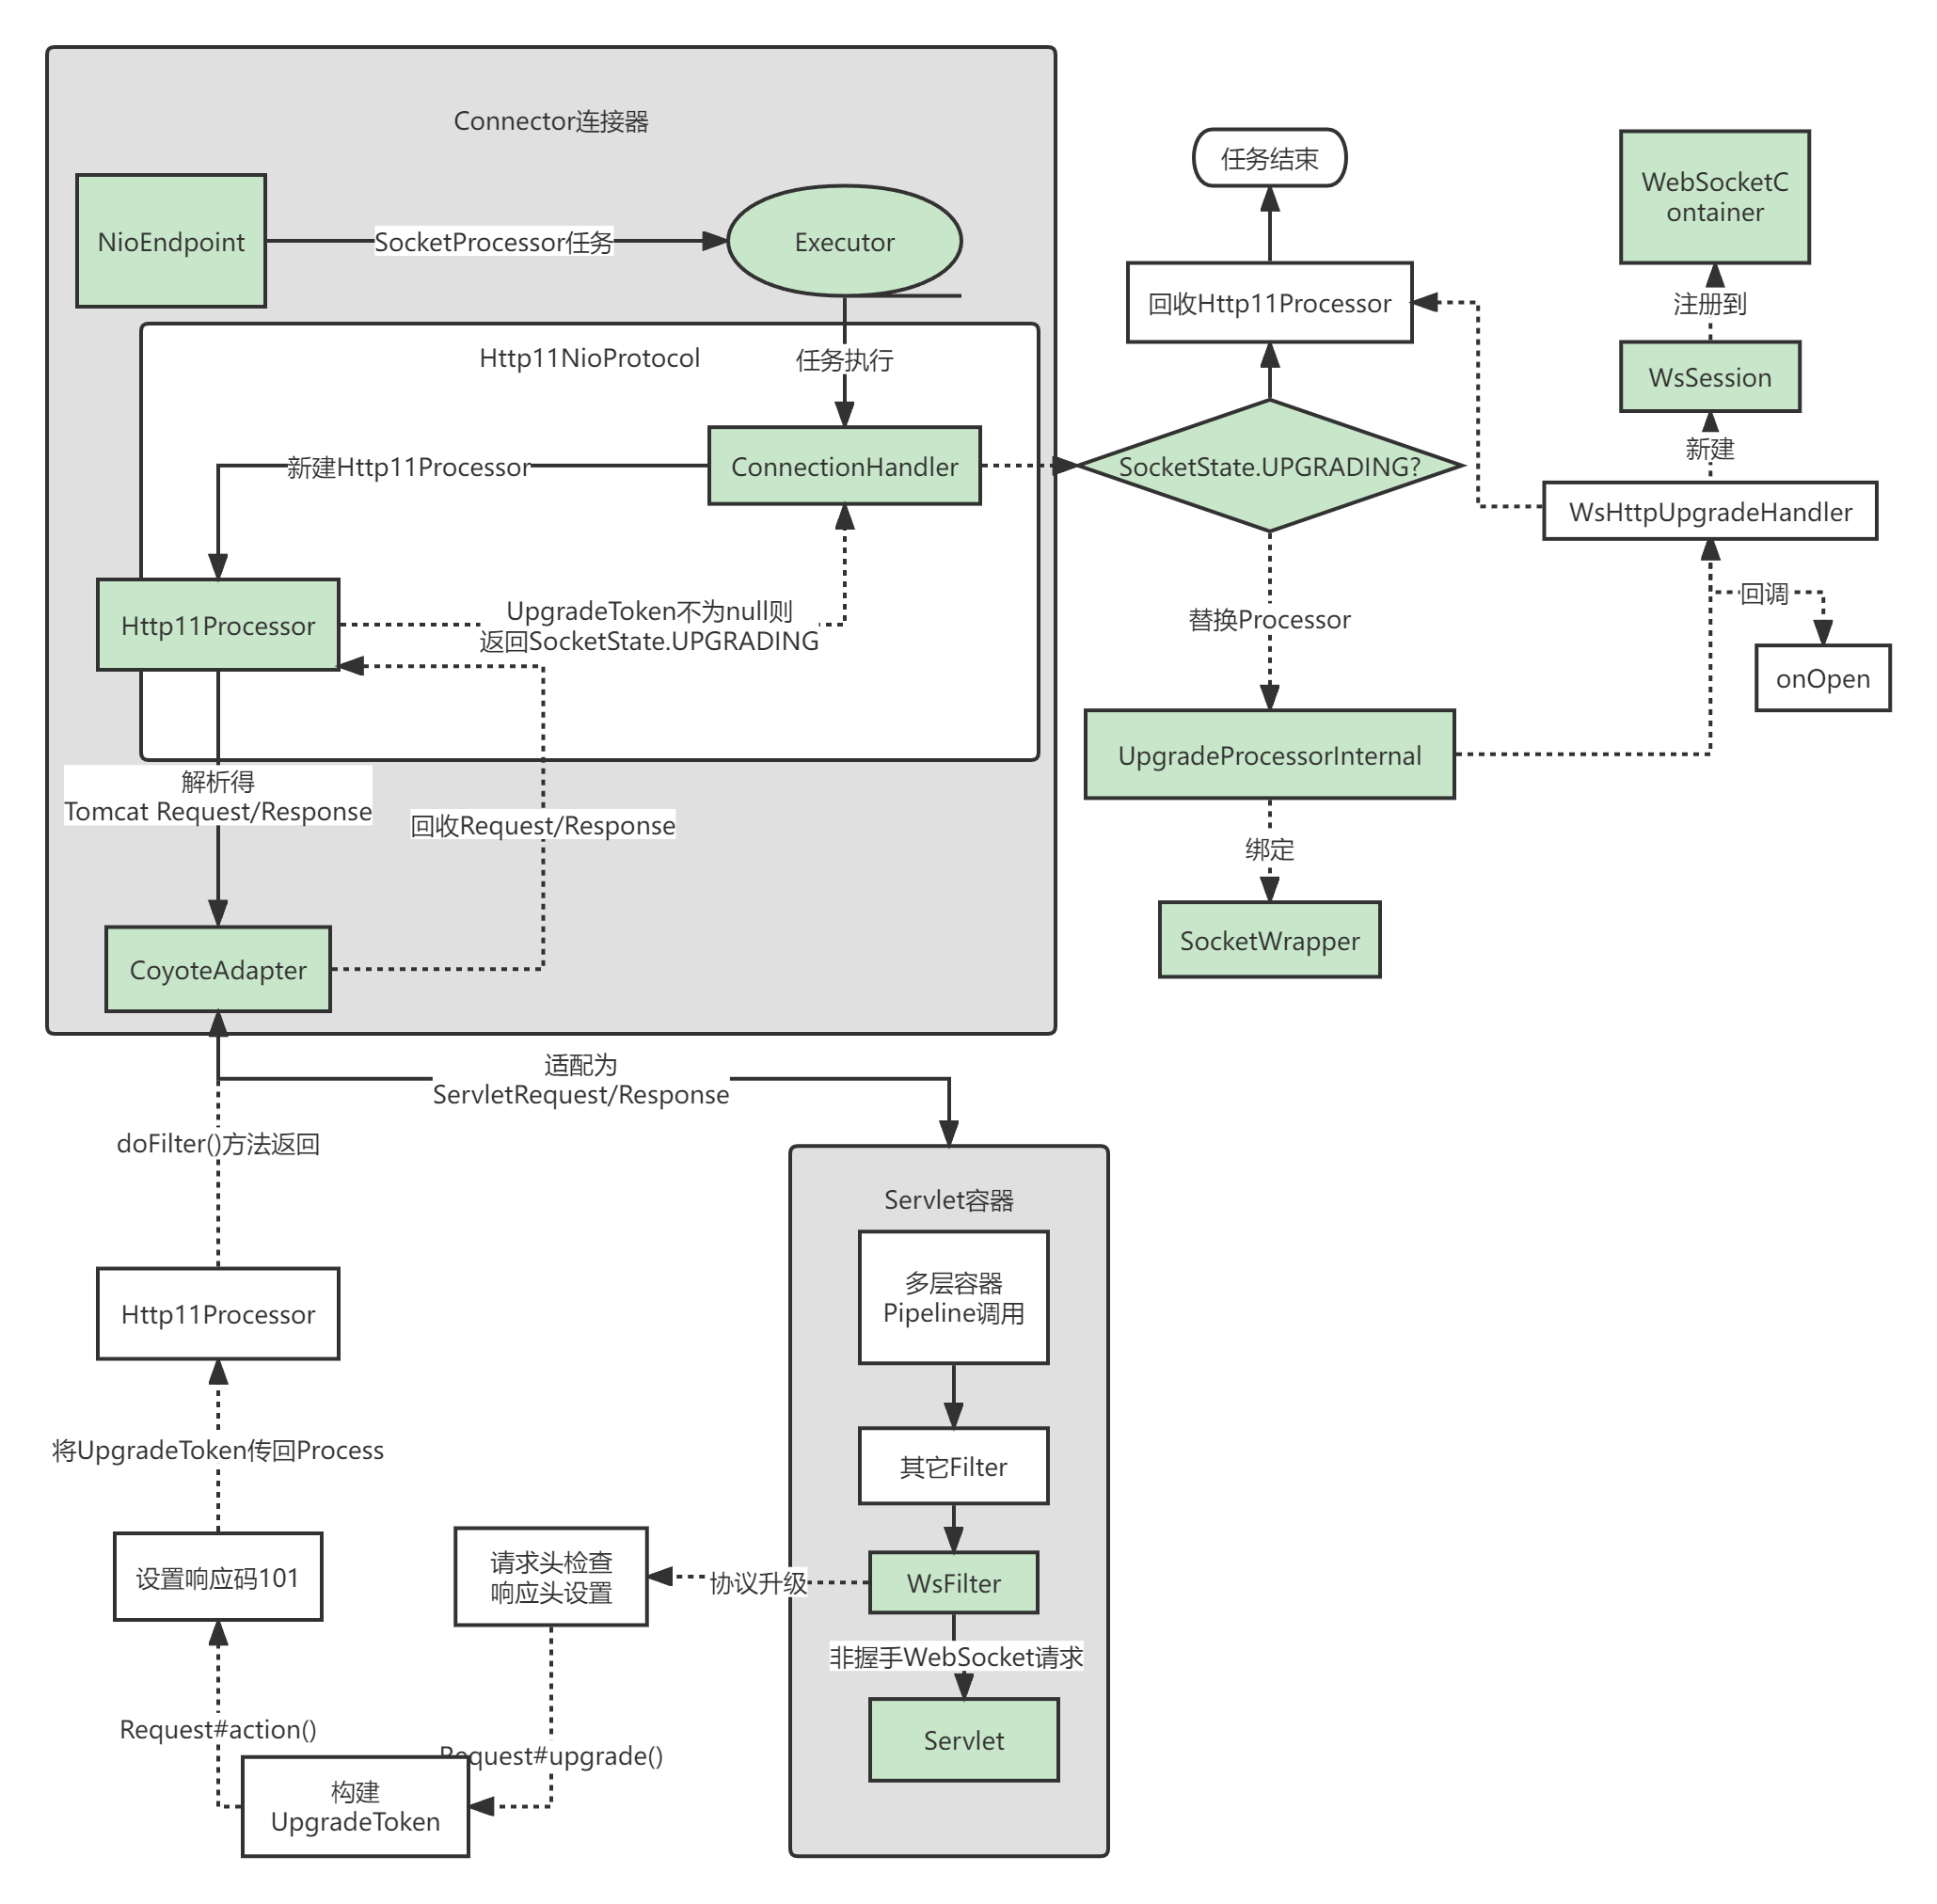 Connector连接器
NioEndpoint
SocketProcessor任务
Executor
Http11NioProtocol
任务执行
新建Http11Processor
ConnectionHandler
Http11Processor
UpgradeToken不为null则
返回SocketState.UPGRADING
解析得
Tomcat Request/Response
回收Request/Response
CoyoteAdapter
任务结束
回收Http11Processor
SocketState.UPGRADING?
替换Processor
UpgradeProcessorInternal
绑定
SocketWrapper
WebSocketC
ontainer
注册到
WsSession
新建
WsHttpUpgradeHandler
回调
onOpen
适配为
ServletRequest/Response
doFilter()方法返回
Http11Processor
将UpgradeToken传回Process
设置响应码101
Request#action()
构建
UpgradeToken
Request#upgrade()
请求头检查
响应头设置
协议升级
Servlet容器
多层容器
Pipeline调用
其它Filter
WsFilter
非握手WebSocket请求
Servlet